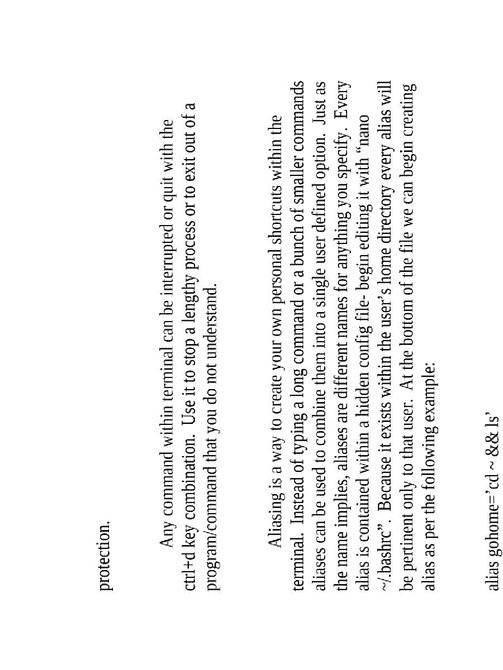 protection.
Any command within terminal can be interrupted or quit with the
ctrl+d key combination.  Use it to stop a lengthy process or to exit out of a
program/command that you do not understand.
Aliasing is a way to create your own personal shortcuts within the
terminal.  Instead of typing a long command or a bunch of smaller commands
aliases can be used to combine them into a single user defined option.  Just as
the name implies, aliases are different names for anything you specify.  Every
alias is contained within a hidden config file- begin editing it with “nano
~/.bashrc”.  Because it exists within the user’s home directory every alias will
be pertinent only to that user.  At the bottom of the file we can begin creating
alias as per the following example:
alias gohome=’cd ~ && ls’